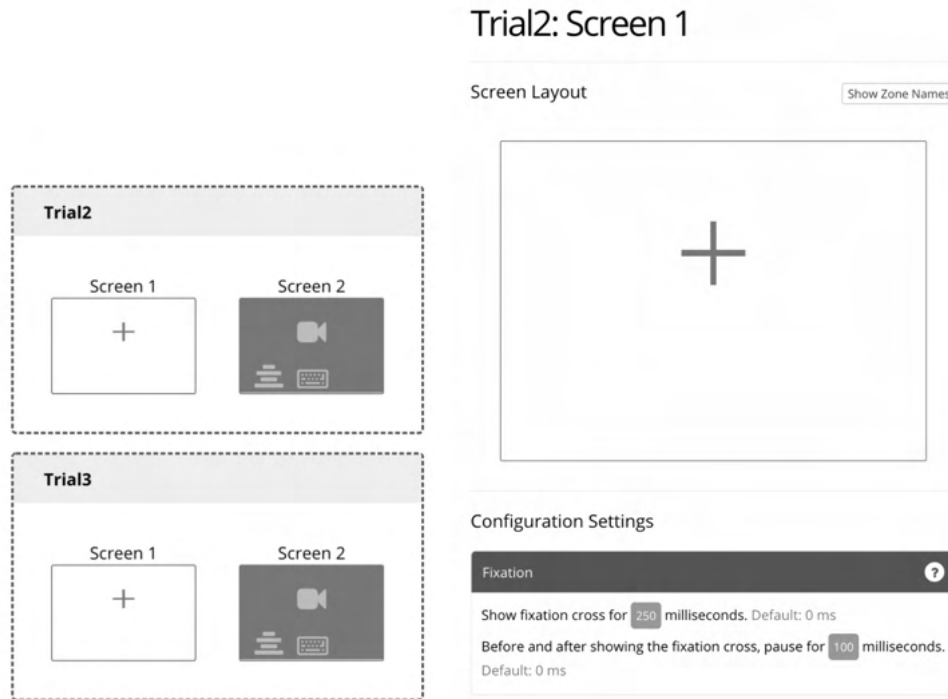 Trial2: Screen 1
Screen Layout
Show Zone Names
Trial2
Screen 1
Screen 2
Trial3
Screen 1
Screen 2
Configuration Settings
Fixation
?
Show fixation cross for 250 milliseconds. Default: 0 ms
Before and after showing the fixation cross, pause for 100 milliseconds.
Default: 0 ms